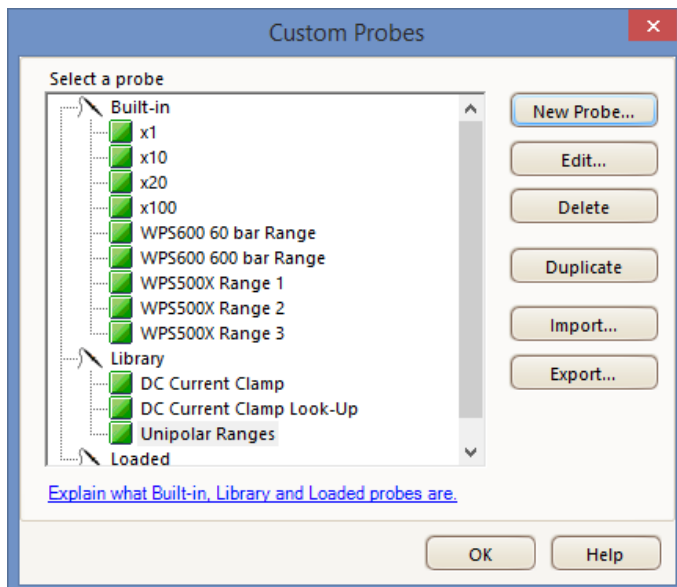 Custom Probes
Select a probe
Built-in
x1
x10
x20
x100
WPS600 60 bar Range
WPS600 600 bar Range
WPS500X Range 1
WPS500X Range 2
WPS500X Range 3
Library
DC Current Clamp
DC Current Clamp Look-Up
Unipolar Ranges
Loaded
New Probe...
Edit...
Delete
Duplicate
Import...
Export...
Explain what Built-in, Library and Loaded probes are.
OK
Help